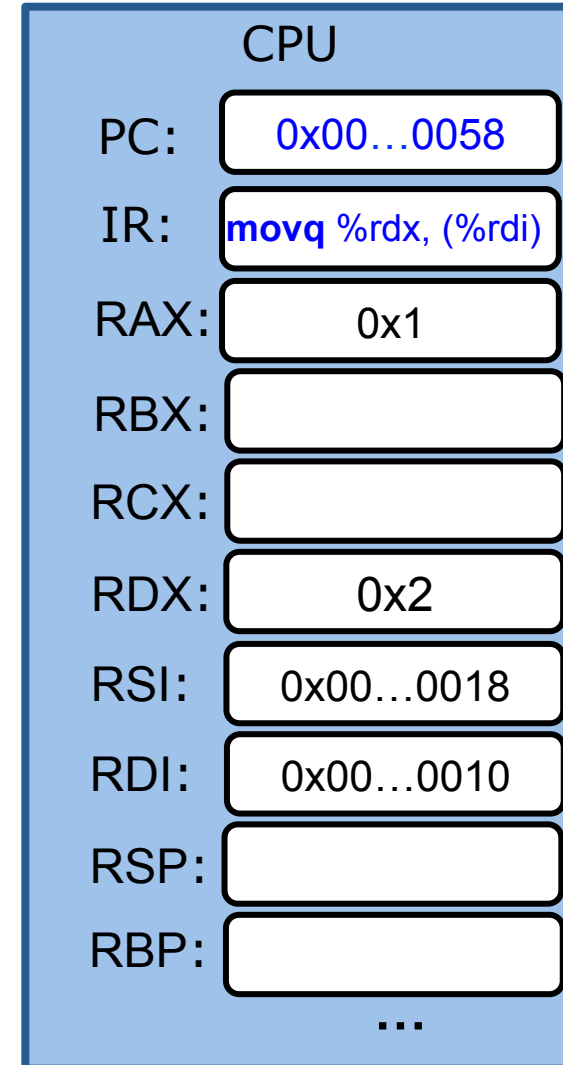 CPU
PC: 0x00…0058
IR: movq %rdx, (%rdi)
RAX: 0x1
RBX:
RCX:
RDX: 0x2
RSI: 0x00…0018
RDI: 0x00…0010
RSP:
RBP:
…